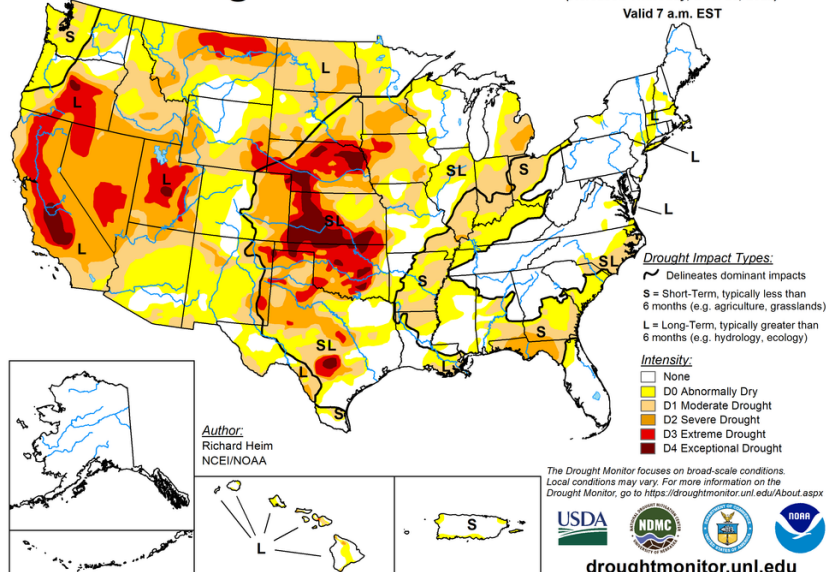 Valid 7 a.m. EST
S
L
L
L
L
SL
S
L
L
L
SL
SL
S
S
SL
L
S
L
Drought Impact Types:
Delineates dominant impacts
S = Short-Term, typically less than
6 months (e.g. agriculture, grasslands)
L = Long-Term, typically greater than
6 months (e.g. hydrology, ecology)
Intensity:
None
D0 Abnormally Dry
D1 Moderate Drought
D2 Severe Drought
D3 Extreme Drought
D4 Exceptional Drought
Author:
Richard Heim
NCEI/NOAA
L
S
The Drought Monitor focuses on broad-scale conditions.
Local conditions may vary. For more information on the
Drought Monitor, go to https://droughtmonitor.unl.edu/About.aspx
USDA
NDMC
NOAA
droughtmonitor.unl.edu